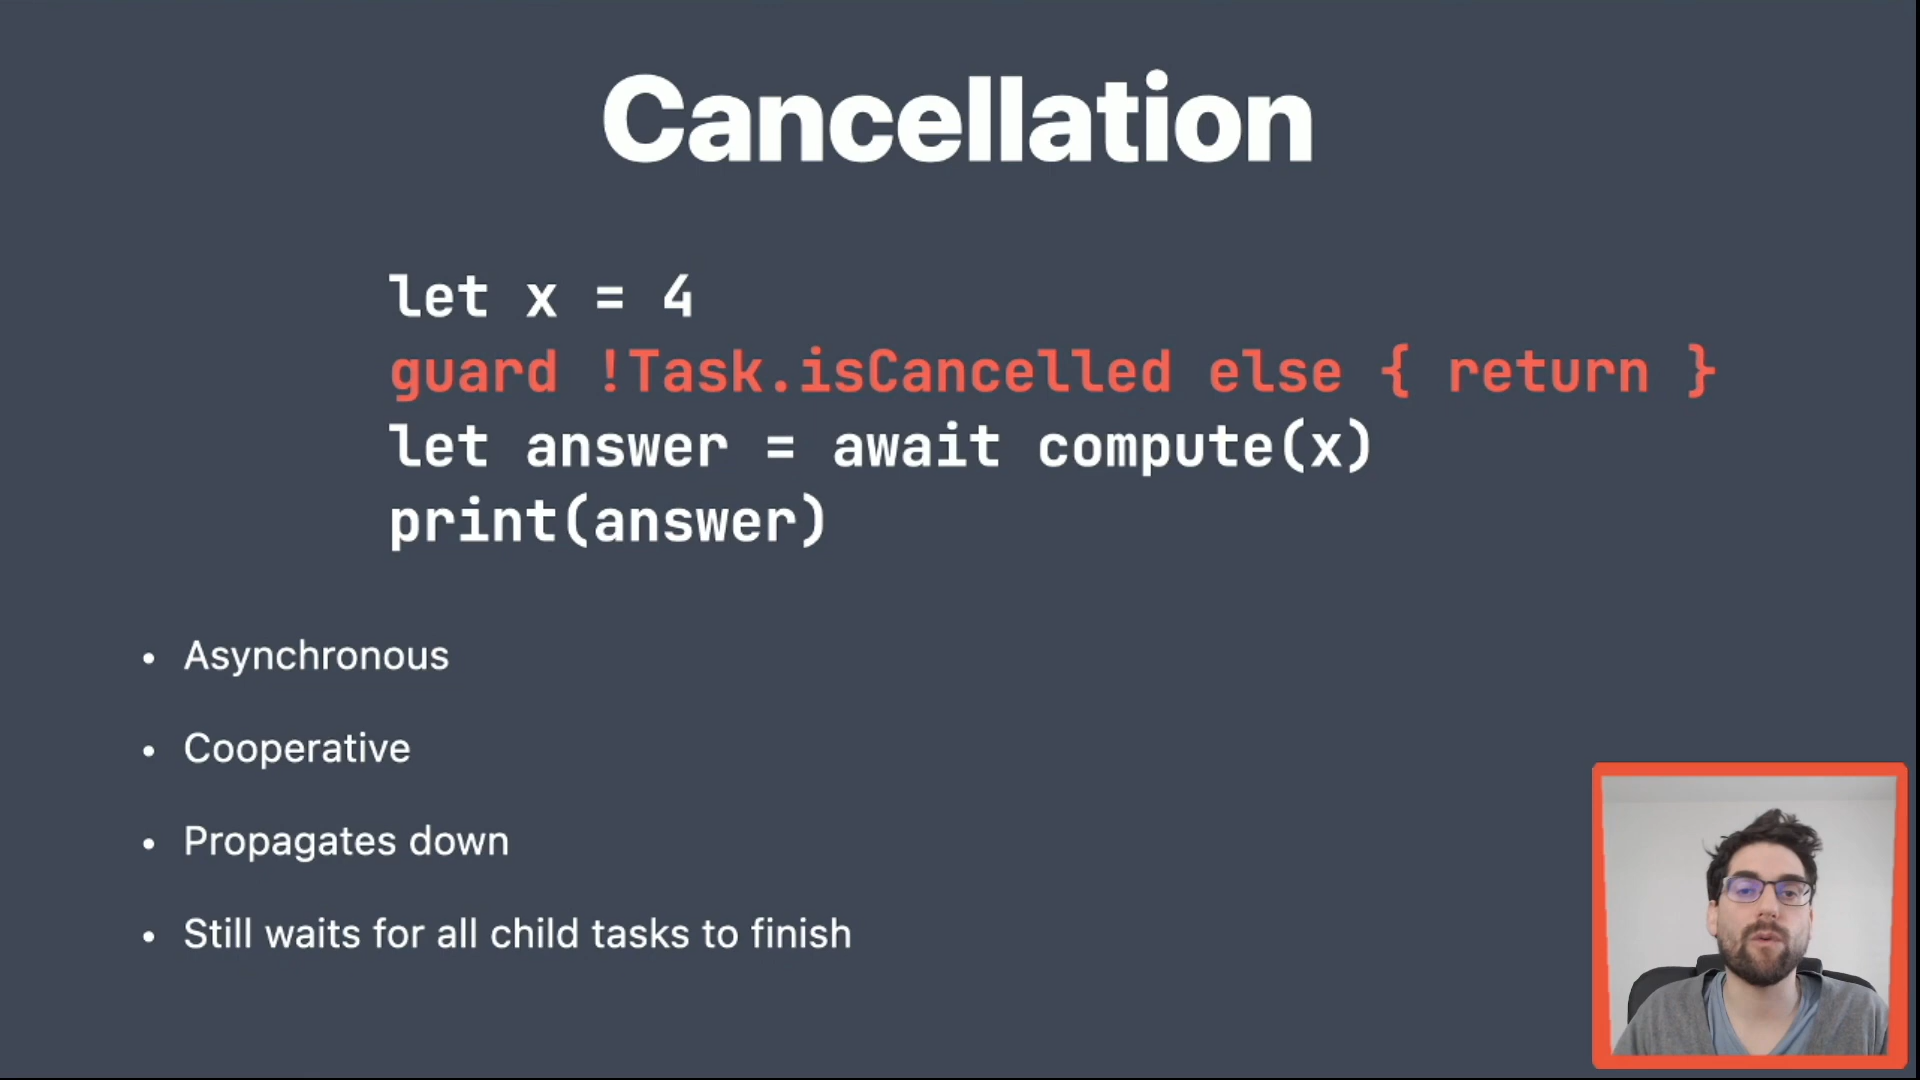 Cancellation
let x = 4
guard !Task.isCancelled else { return }
let answer = await compute(x)
print(answer)
• Asynchronous
• Cooperative
• Propagates down
• Still waits for all child tasks to finish